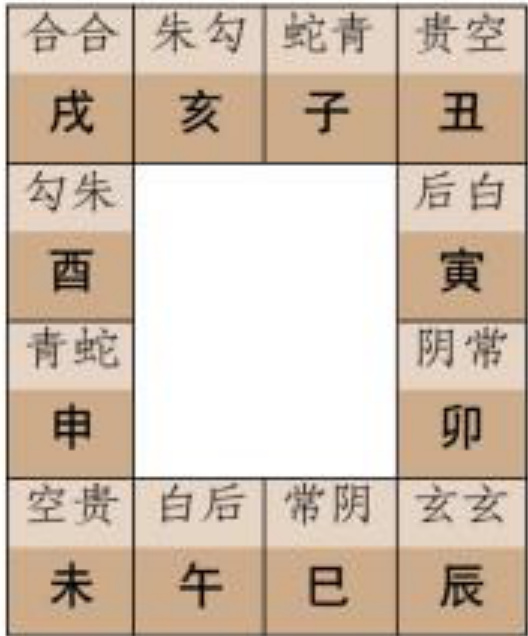 合合 朱勾 蛇青 贵空
戌 亥 子 丑
勾朱 后白
酉 寅
青蛇 阴常
申 卯
空贵 白后 常阴 玄玄
未 午 巳 辰